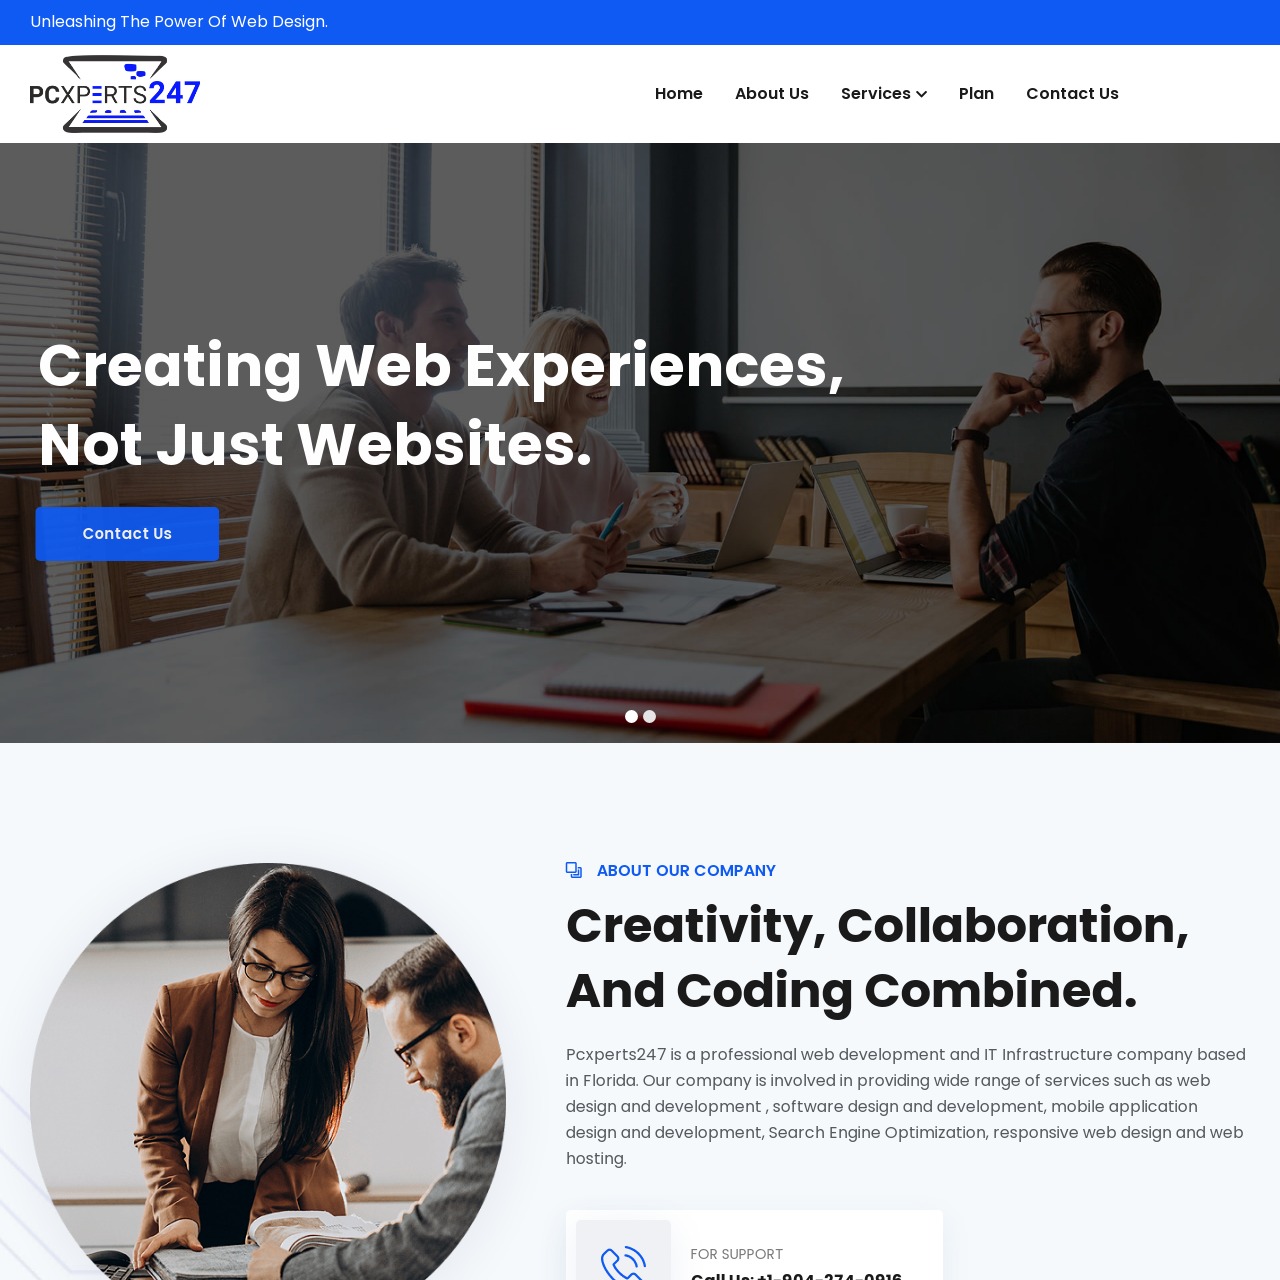 Unleashing The Power Of Web Design.
PCXPERTS247
Home About Us Services Plan Contact Us
Creating Web Experiences,
Not Just Websites.
Contact Us
ABOUT OUR COMPANY
Creativity, Collaboration,
And Coding Combined.
Pcxperts247 is a professional web development and IT Infrastructure company based
in Florida. Our company is involved in providing wide range of services such as web
design and development , software design and development, mobile application
design and development, Search Engine Optimization, responsive web design and web
hosting.
FOR SUPPORT
Call Us: +1-904-274-0916